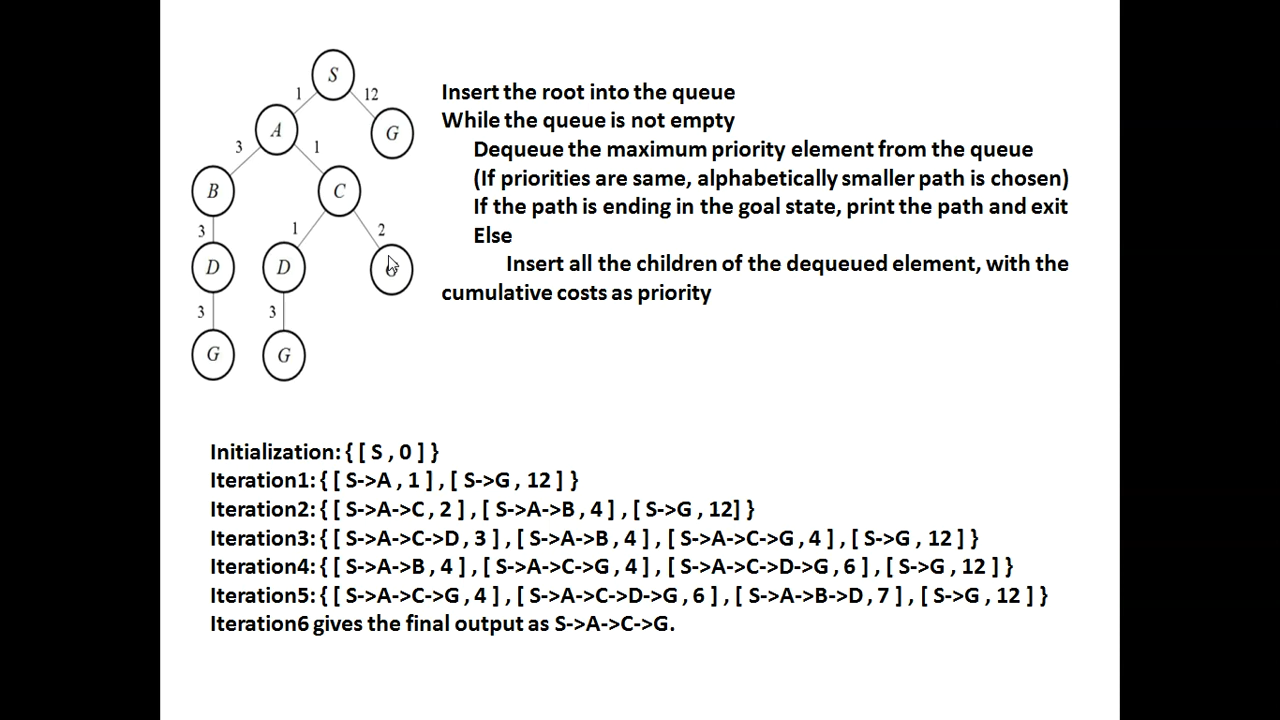 S
1
12
A
G
3
1
B
C
3
1
2
D
D
3
3
G
G
Insert the root into the queue
While the queue is not empty
Dequeue the maximum priority element from the queue
(If priorities are same, alphabetically smaller path is chosen)
If the path is ending in the goal state, print the path and exit
Else
Insert all the children of the dequeued element, with the
cumulative costs as priority
Initialization: { [ S , 0 ] }
Iteration1: { [ S->A , 1 ] , [ S->G , 12 ] }
Iteration2: { [ S->A->C , 2 ] , [ S->A->B , 4 ] , [ S->G , 12] }
Iteration3: { [ S->A->C->D , 3 ] , [ S->A->B , 4 ] , [ S->A->C->G , 4 ] , [ S->G , 12 ] }
Iteration4: { [ S->A->B , 4 ] , [ S->A->C->G , 4 ] , [ S->A->C->D->G , 6 ] , [ S->G , 12 ] }
Iteration5: { [ S->A->C->G , 4 ] , [ S->A->C->D->G , 6 ] , [ S->A->B->D , 7 ] , [ S->G , 12 ] }
Iteration6 gives the final output as S->A->C->G.